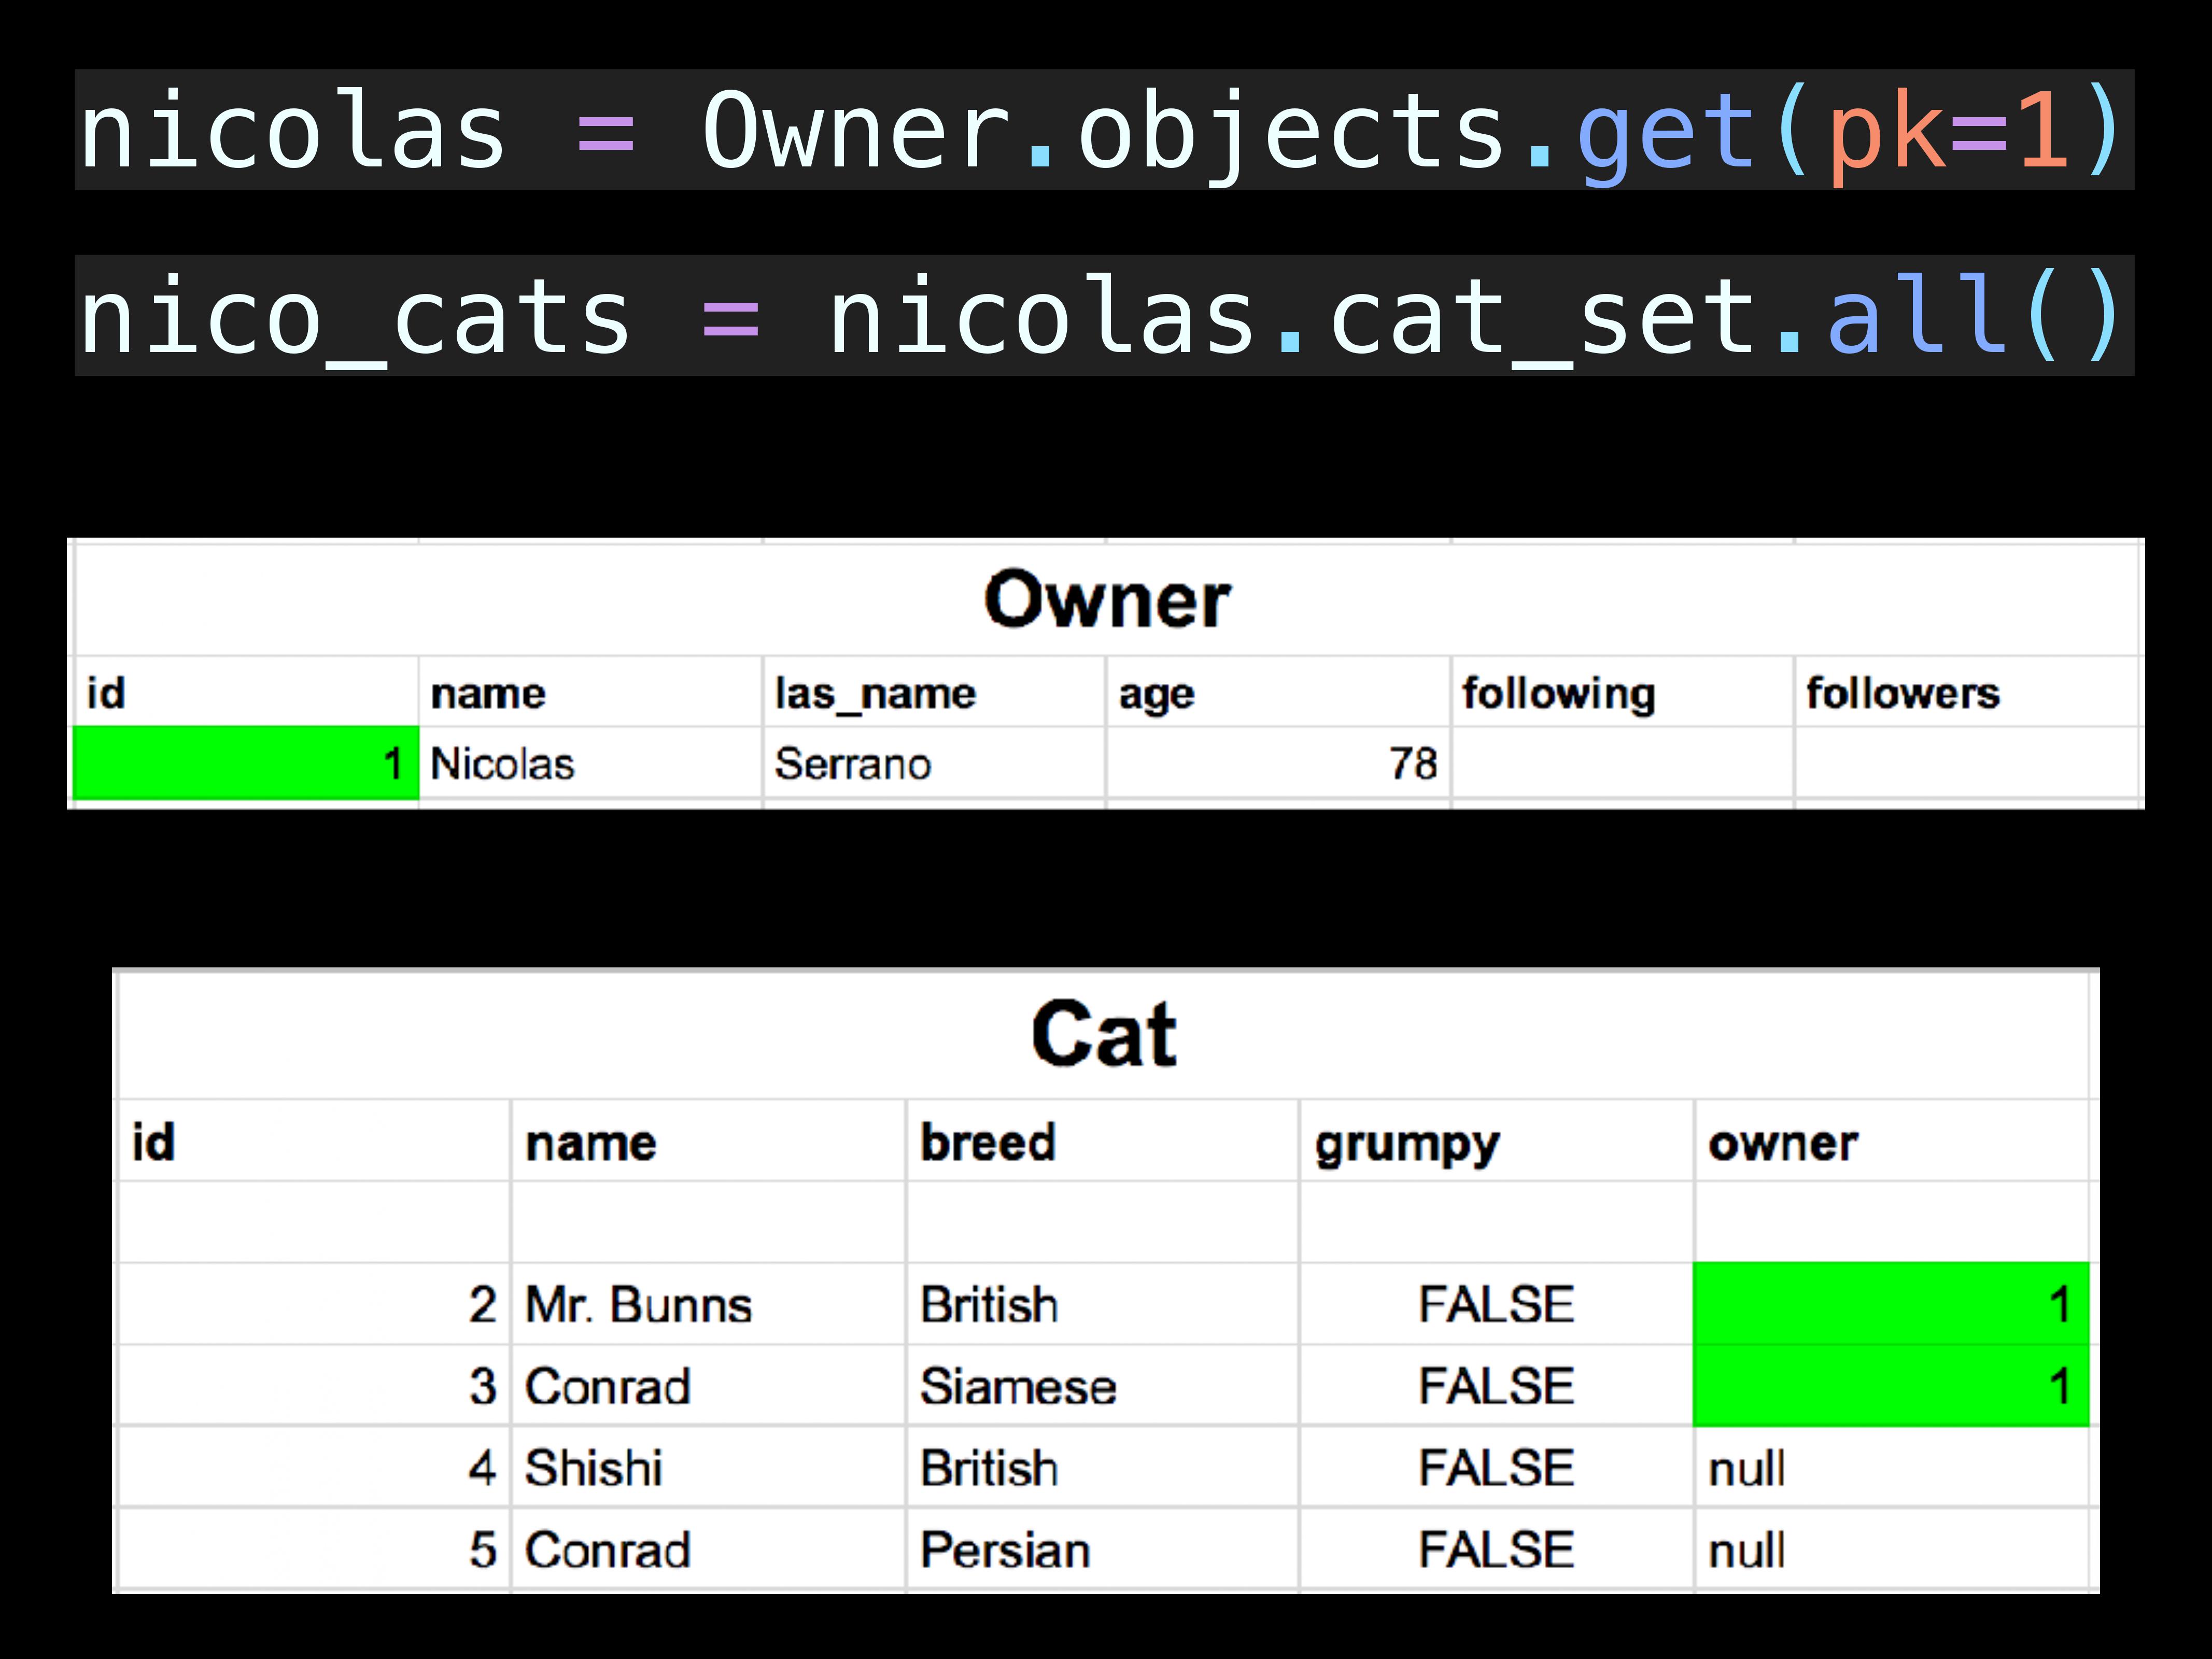 nicolas = Owner.objects.get(pk=1)
nico_cats = nicolas.cat_set.all()
Owner
id name las_name age following followers
1 Nicolas Serrano 78
Cat
id name breed grumpy owner
2 Mr. Bunns British FALSE 1
3 Conrad Siamese FALSE 1
4 Shishi British FALSE null
5 Conrad Persian FALSE null